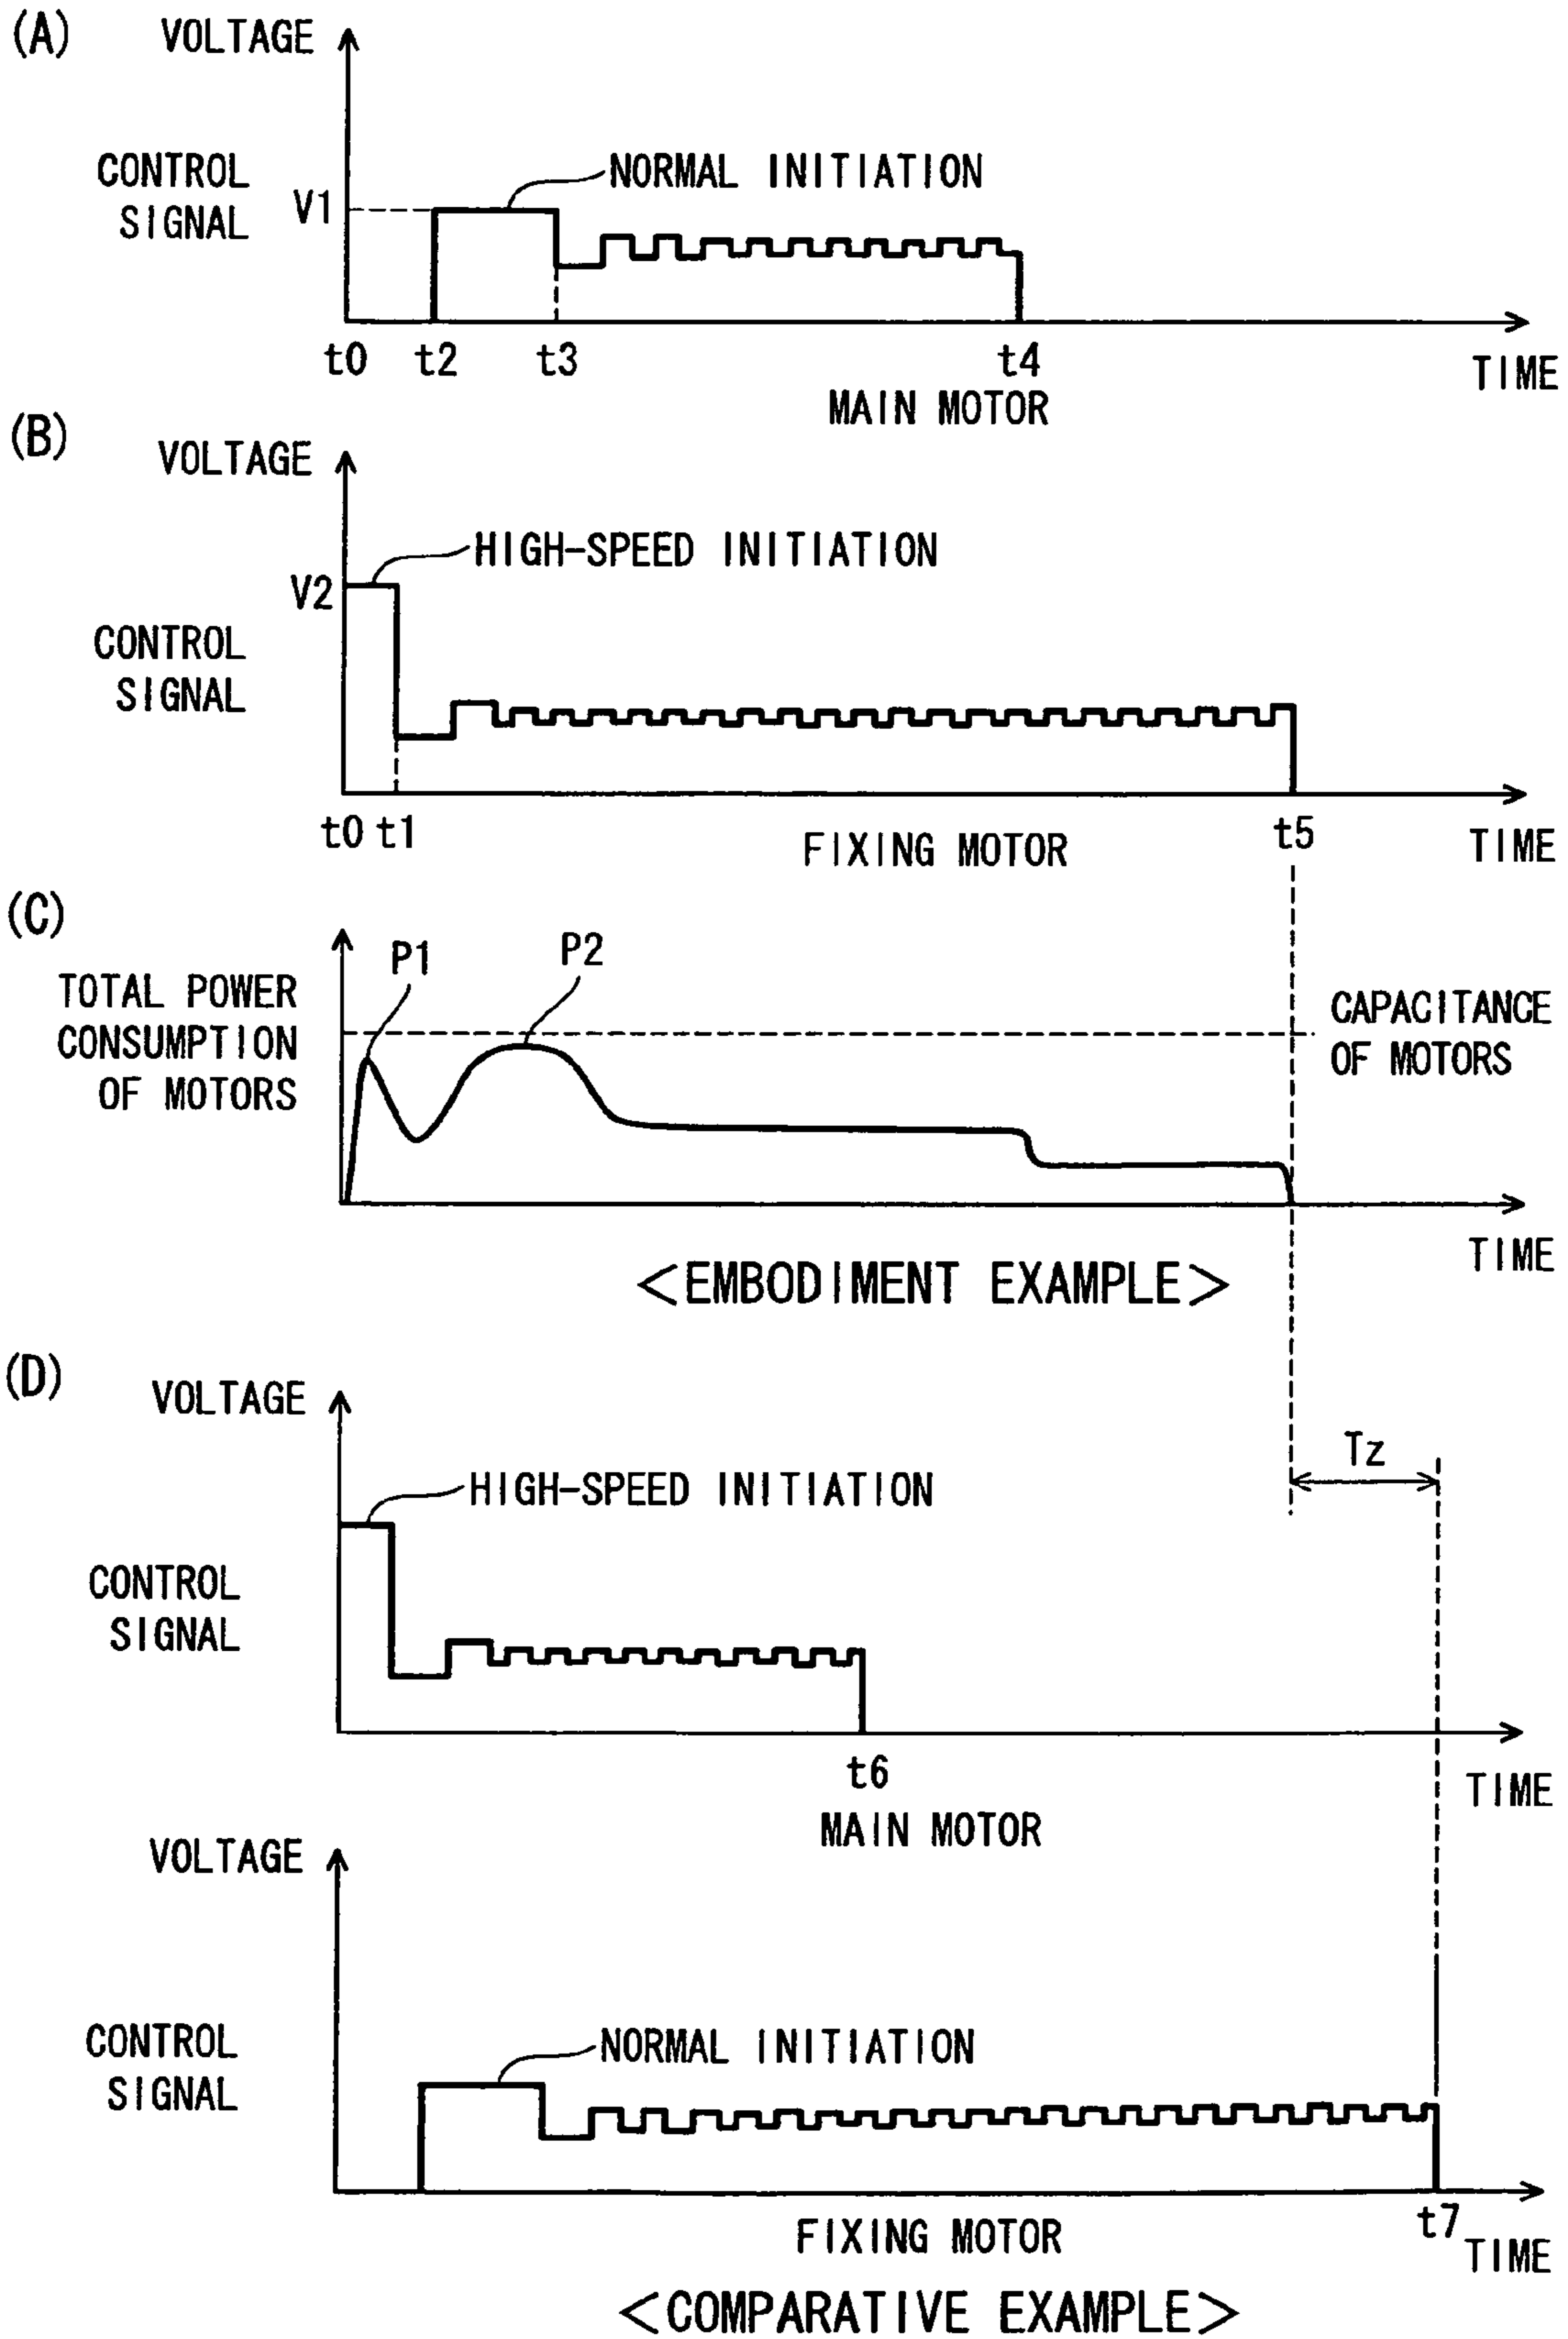 (A)
VOLTAGE
CONTROL
SIGNAL
V1
NORMAL INITIATION
t0
t2
t3
t4
TIME
MAIN MOTOR
(B)
VOLTAGE
HIGH-SPEED INITIATION
V2
CONTROL
SIGNAL
t0
t1
t5
TIME
FIXING MOTOR
(C)
P1
P2
TOTAL POWER
CONSUMPTION
OF MOTORS
CAPACITANCE
OF MOTORS
TIME
<EMBODIMENT EXAMPLE>
(D)
VOLTAGE
Tz
HIGH-SPEED INITIATION
CONTROL
SIGNAL
t6
TIME
MAIN MOTOR
VOLTAGE
CONTROL
SIGNAL
NORMAL INITIATION
t7
TIME
FIXING MOTOR
<COMPARATIVE EXAMPLE>